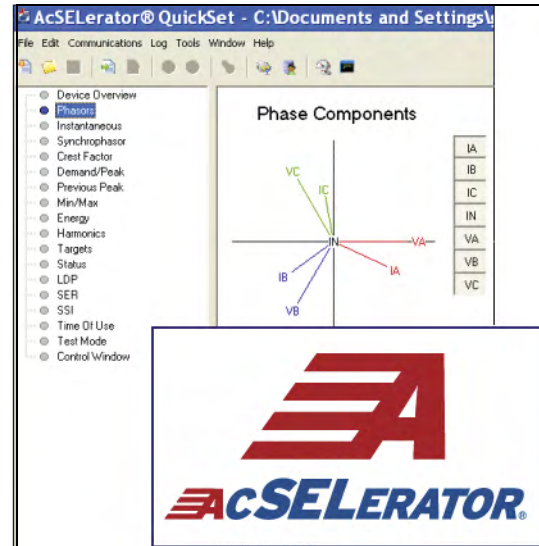 AcSELerator® QuickSet - C:\Documents and Settings\
File Edit Communications Log Tools Window Help
Device Overview
Phasors
Instantaneous
Synchrophasor
Crest Factor
Demand/Peak
Previous Peak
Min/Max
Energy
Harmonics
Targets
Status
LDP
SER
SSI
Time Of Use
Test Mode
Control Window
Phase Components
VC
IC
IN
VA
IA
IB
VB
IA
IB
IC
IN
VA
VB
VC
A
ACSELERATOR®